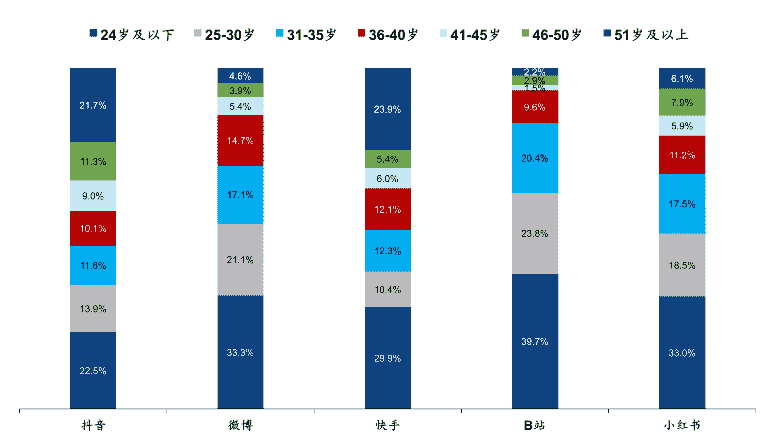 24岁及以下 25-30岁 31-35岁 36-40岁 41-45岁 46-50岁 51岁及以上
21.7% 4.6% 23.9% 2.2% 6.1%
11.3% 3.9% 5.4% 2.9% 7.9%
9.0% 5.4% 6.0% 1.5% 5.9%
10.1% 14.7% 12.1% 9.6% 11.2%
11.6% 17.1% 12.3% 20.4% 17.5%
13.9% 21.1% 10.4% 23.8% 18.5%
22.5% 33.3% 29.9% 39.7% 33.0%
抖音 微博 快手 B站 小红书